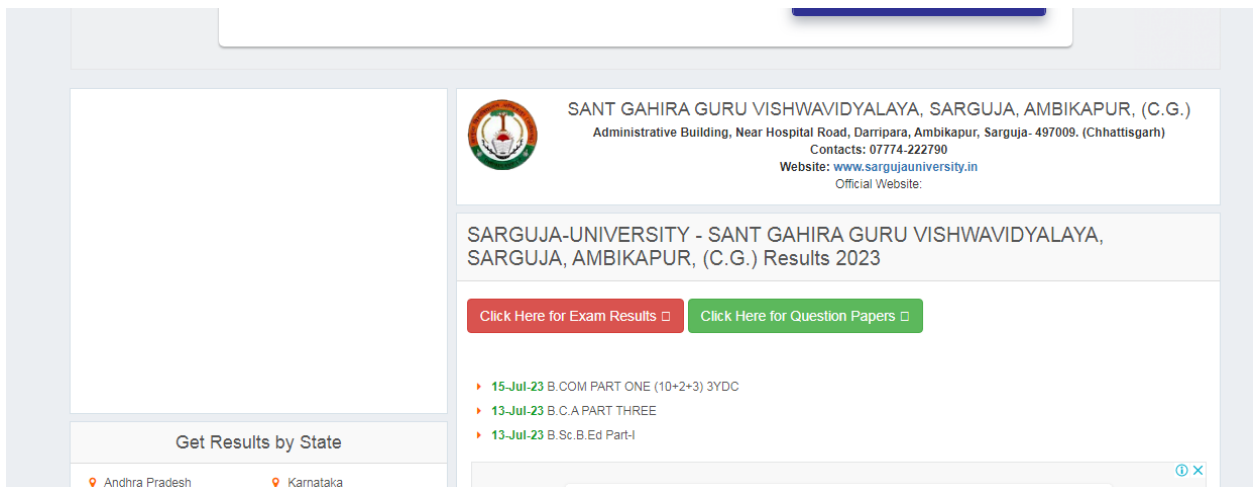 SANT GAHIRA GURU VISHWAVIDYALAYA, SARGUJA, AMBIKAPUR, (C.G.)
Administrative Building, Near Hospital Road, Darripara, Ambikapur, Sarguja- 497009. (Chhattisgarh)
Contacts: 07774-222790
Website: www.sargujauniversity.in
Official Website:
SARGUJA-UNIVERSITY - SANT GAHIRA GURU VISHWAVIDYALAYA,
SARGUJA, AMBIKAPUR, (C.G.) Results 2023
Click Here for Exam Results
Click Here for Question Papers
15-Jul-23 B.COM PART ONE (10+2+3) 3YDC
13-Jul-23 B.C.A PART THREE
13-Jul-23 B.Sc.B.Ed Part-I
Get Results by State
Andhra Pradesh
Karnataka